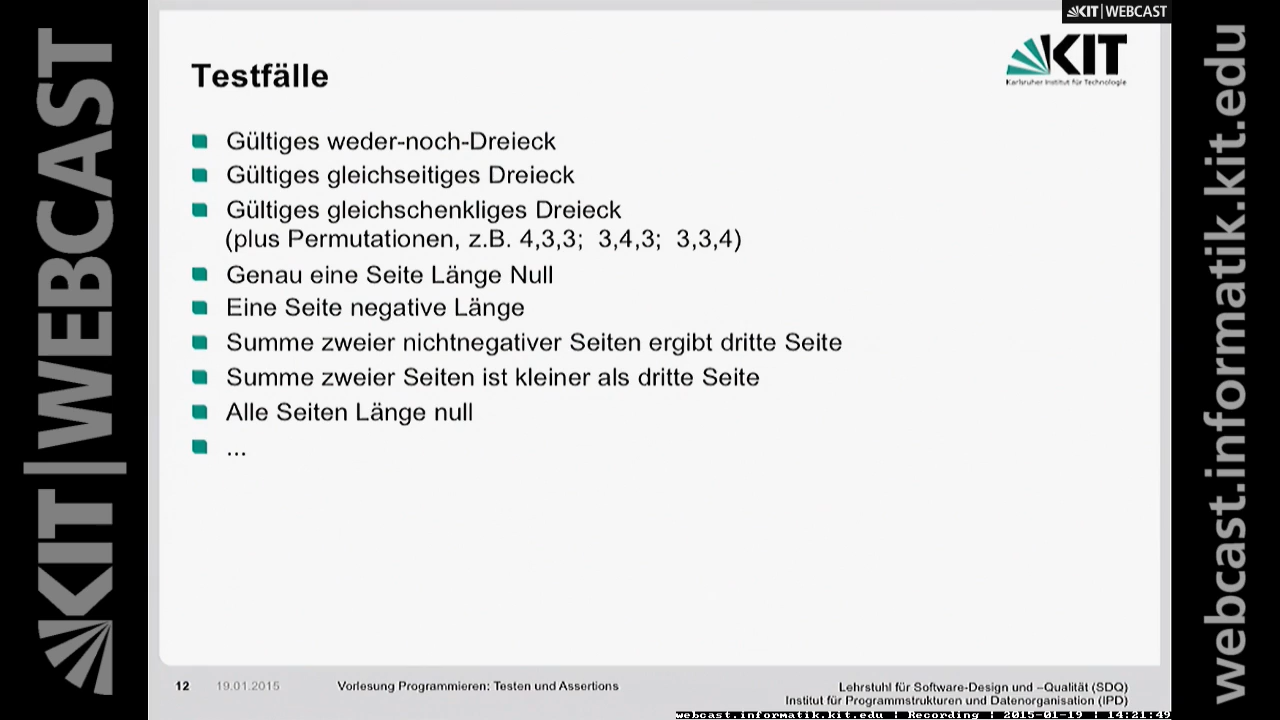 KIT|WEBCAST
KIT|WEBCAST
KIT
Karlsruher Institut für Technologie
Testfälle
Gültiges weder-noch-Dreieck
Gültiges gleichseitiges Dreieck
Gültiges gleichschenkliges Dreieck
(plus Permutationen, z.B. 4,3,3; 3,4,3; 3,3,4)
Genau eine Seite Länge Null
Eine Seite negative Länge
Summe zweier nichtnegativer Seiten ergibt dritte Seite
Summe zweier Seiten ist kleiner als dritte Seite
Alle Seiten Länge null
...
12 19.01.2015 Vorlesung Programmieren: Testen und Assertions
Lehrstuhl für Software-Design und –Qualität (SDQ)
Institut für Programmstrukturen und Datenorganisation (IPD)
webcast.informatik.kit.edu | Recording | 2015-01-19 | 14:21:49
webcast.informatik.kit.edu